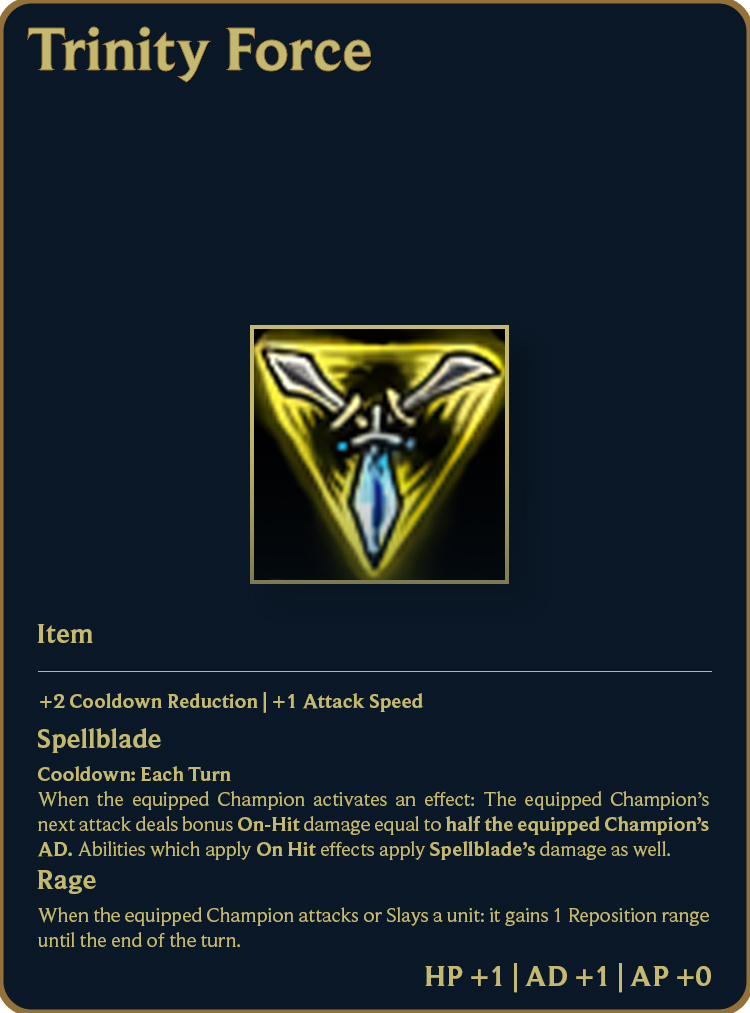 Trinity Force
Item
+2 Cooldown Reduction | +1 Attack Speed
Spellblade
Cooldown: Each Turn
When the equipped Champion activates an effect: The equipped Champion's
next attack deals bonus On-Hit damage equal to half the equipped Champion's
AD. Abilities which apply On Hit effects apply Spellblade's damage as well.
Rage
When the equipped Champion attacks or Slays a unit: it gains 1 Reposition range
until the end of the turn.
HP +1 | AD +1 | AP +0